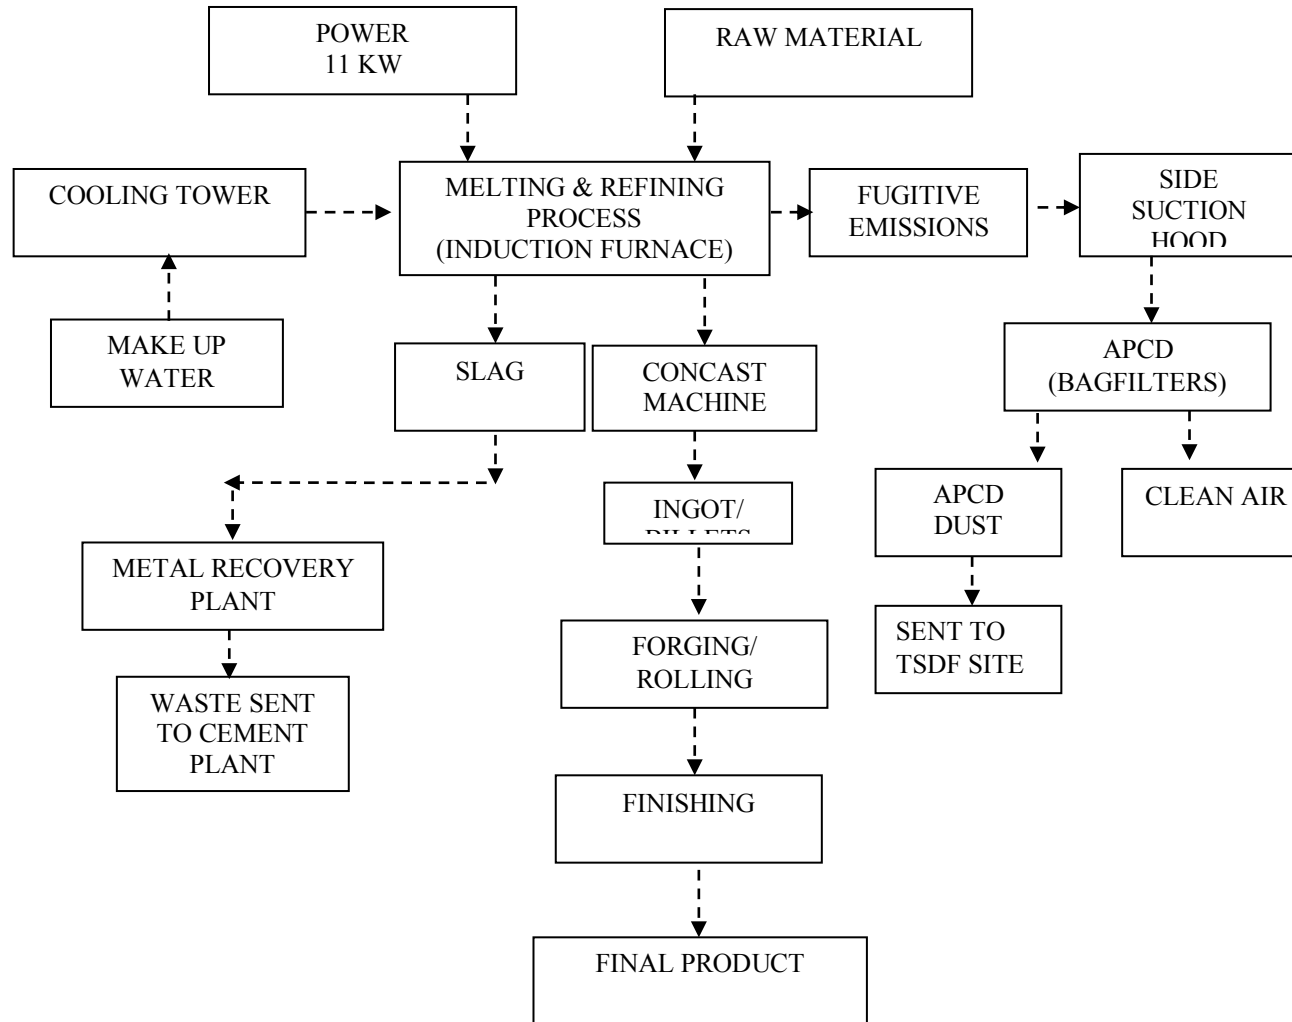 POWER
11 KW
RAW MATERIAL
COOLING TOWER
MELTING & REFINING
PROCESS
(INDUCTION FURNACE)
FUGITIVE
EMISSIONS
SIDE
SUCTION
HOOD
MAKE UP
WATER
SLAG
CONCAST
MACHINE
APCD
(BAGFILTERS)
INGOT/
BILLETS
APCD
DUST
CLEAN AIR
METAL RECOVERY
PLANT
FORGING/
ROLLING
SENT TO
TSDF SITE
WASTE SENT
TO CEMENT
PLANT
FINISHING
FINAL PRODUCT